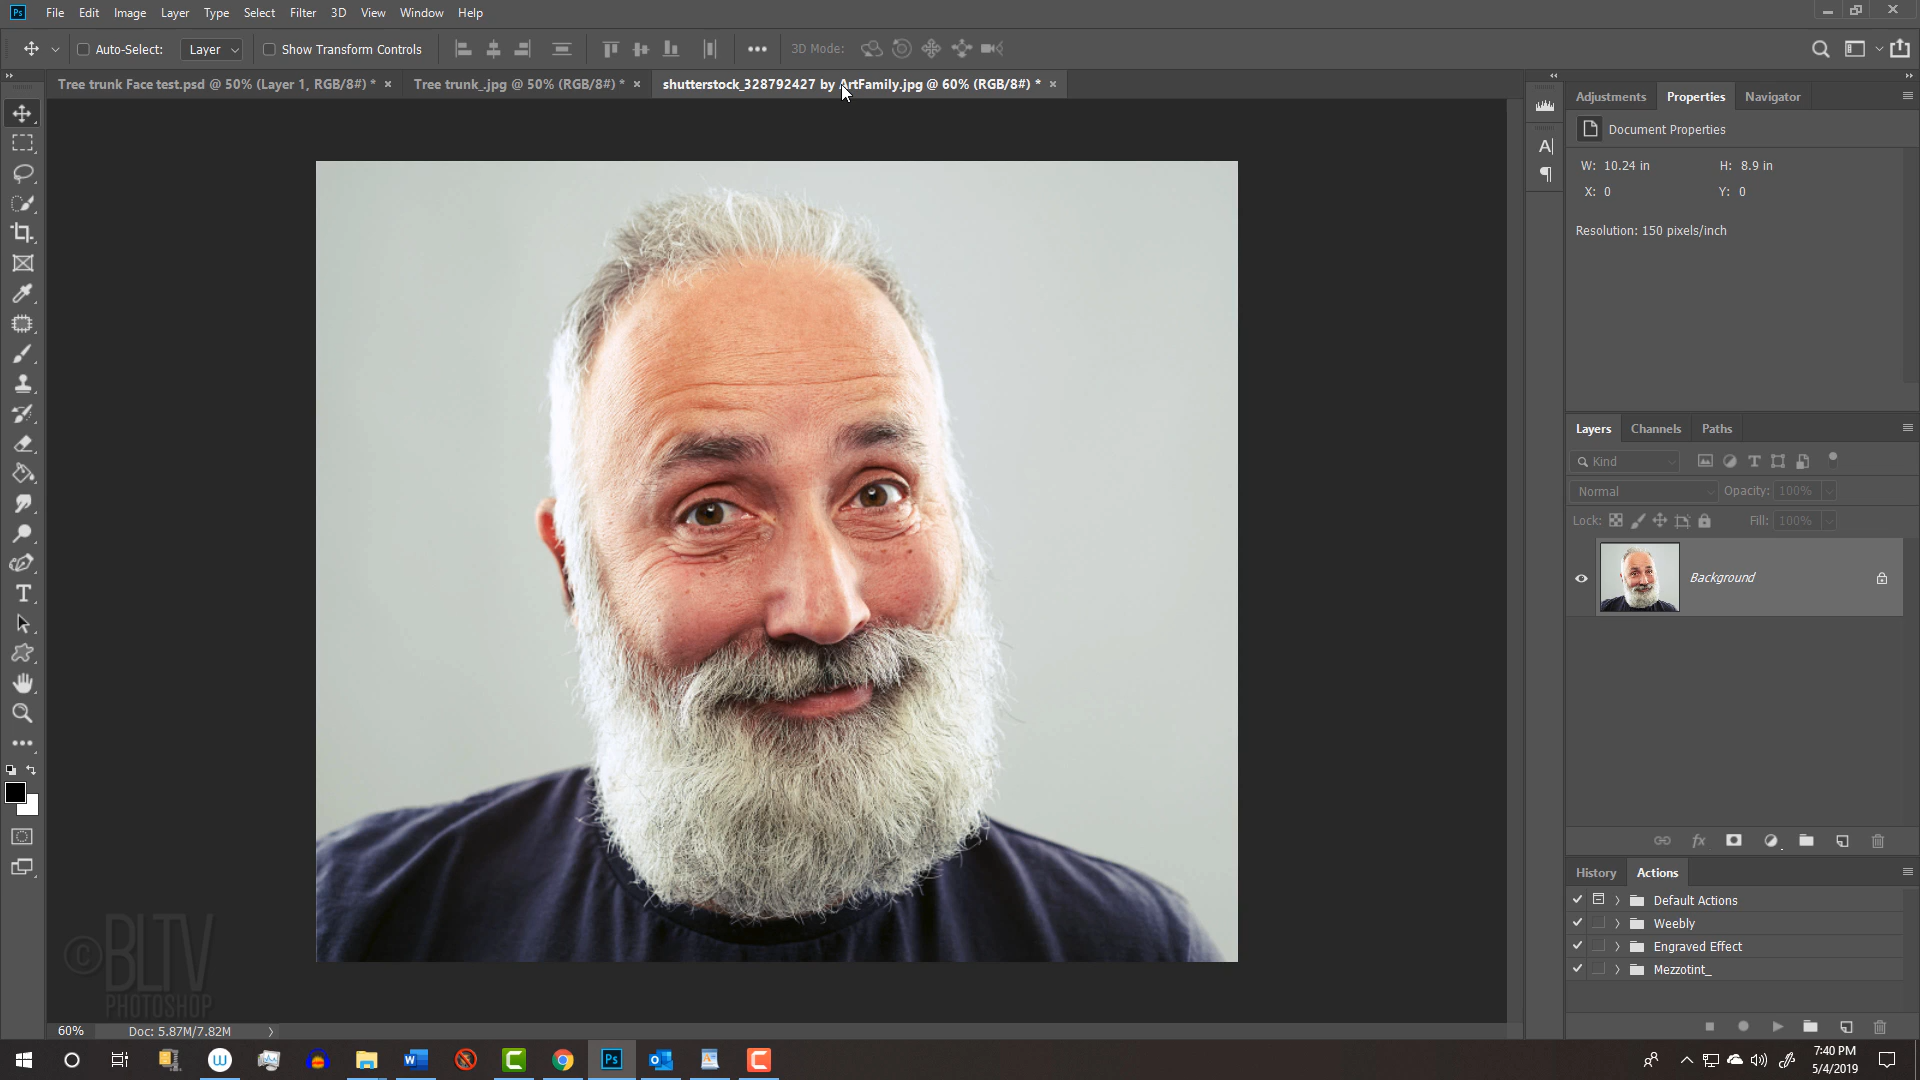 Ps File Edit Image Layer Type Select Filter 3D View Window Help
Auto-Select: Layer Show Transform Controls 3D Mode:
Tree trunk Face test.psd @ 50% (Layer 1, RGB/8#) * × Tree trunk_.jpg @ 50% (RGB/8#) * × shutterstock_328792427 by ArtFamily.jpg @ 60% (RGB/8#) * ×
Adjustments Properties Navigator
Document Properties
W: 10.24 in H: 8.9 in
X: 0 Y: 0
Resolution: 150 pixels/inch
Layers Channels Paths
Kind
Normal Opacity: 100%
Lock: Fill: 100%
Background
fx
History Actions
Default Actions
Weebly
Engraved Effect
Mezzotint_
© BLTV
PHOTOSHOP
60% Doc: 5.87M/7.82M
7:40 PM
5/4/2019